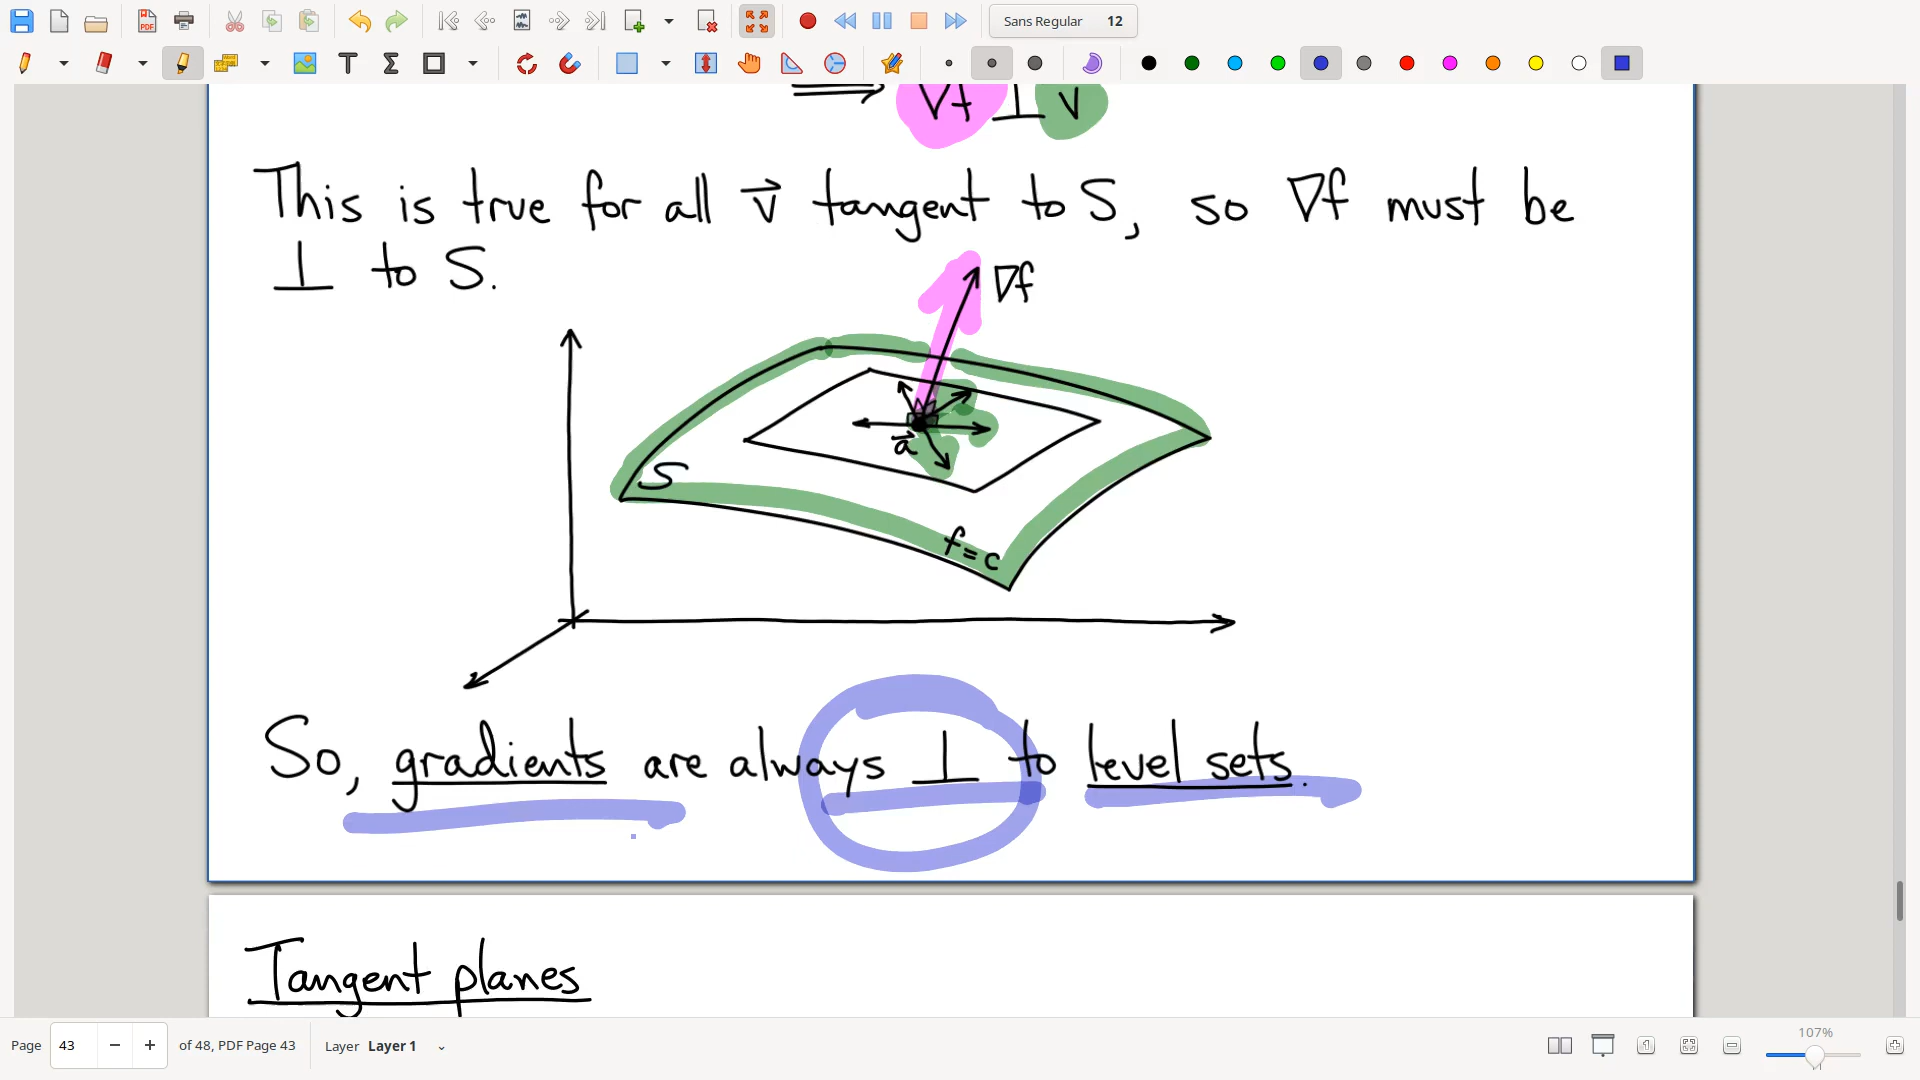 Sans Regular 12
⟹ ∇f ⊥ v
This is true for all v⃗ tangent to S, so ∇f must be
⊥ to S.
∇f
a⃗
S
f=c
So, gradients are always ⊥ to level sets.
Tangent planes
Page 43 − + of 48, PDF Page 43 Layer Layer 1
107%